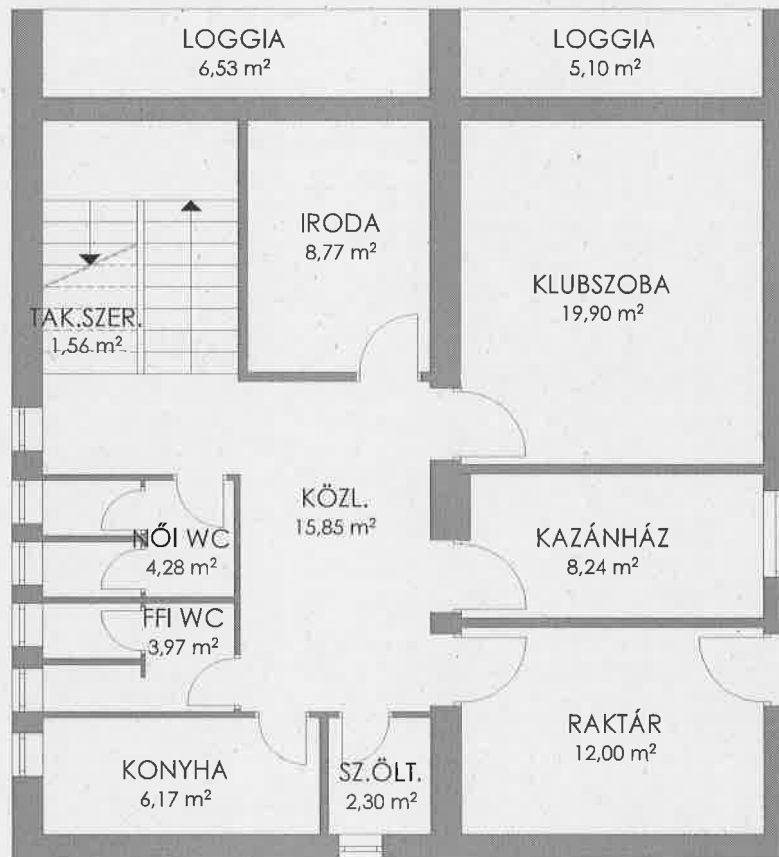 LOGGIA
6,53 m²
LOGGIA
5,10 m²
IRODA
8,77 m²
KLUBSZOBA
19,90 m²
TAK.SZER.
1,56 m²
KÖZL.
15,85 m²
NŐI WC
4,28 m²
KAZÁNHÁZ
8,24 m²
FFI WC
3,97 m²
RAKTÁR
12,00 m²
KONYHA
6,17 m²
SZ.ÖLT.
2,30 m²